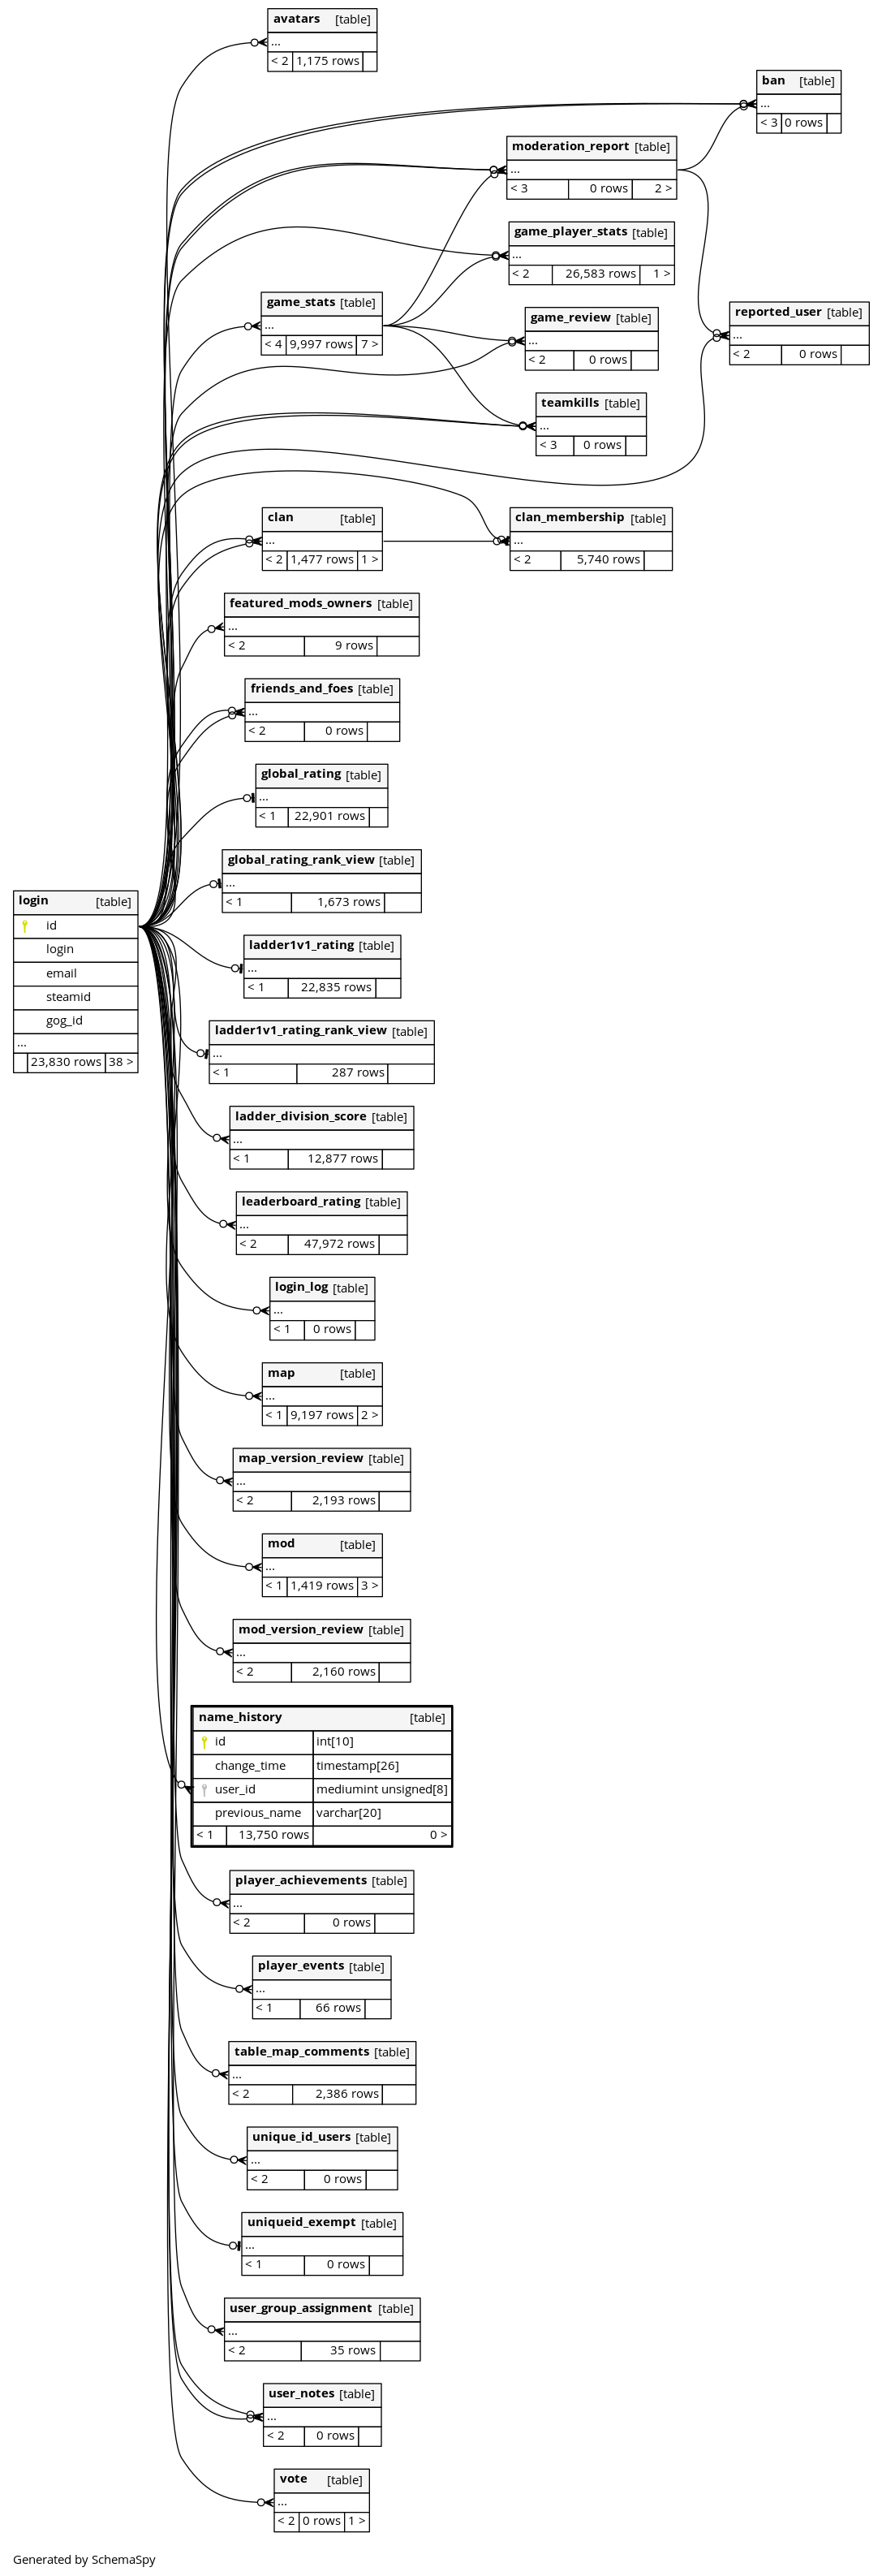 avatars [table]
...
< 2 1,175 rows
ban [table]
...
< 3 0 rows
moderation_report [table]
...
< 3 0 rows 2 >
game_player_stats [table]
...
< 2 26,583 rows 1 >
game_stats [table]
...
< 4 9,997 rows 7 >
game_review [table]
...
< 2 0 rows
reported_user [table]
...
< 2 0 rows
teamkills [table]
...
< 3 0 rows
clan [table]
...
< 2 1,477 rows 1 >
clan_membership [table]
...
< 2 5,740 rows
featured_mods_owners [table]
...
< 2 9 rows
friends_and_foes [table]
...
< 2 0 rows
global_rating [table]
...
< 1 22,901 rows
global_rating_rank_view [table]
...
< 1 1,673 rows
login [table]
id
login
email
steamid
gog_id
...
23,830 rows 38 >
ladder1v1_rating [table]
...
< 1 22,835 rows
ladder1v1_rating_rank_view [table]
...
< 1 287 rows
ladder_division_score [table]
...
< 1 12,877 rows
leaderboard_rating [table]
...
< 2 47,972 rows
login_log [table]
...
< 1 0 rows
map [table]
...
< 1 9,197 rows 2 >
map_version_review [table]
...
< 2 2,193 rows
mod [table]
...
< 1 1,419 rows 3 >
mod_version_review [table]
...
< 2 2,160 rows
name_history [table]
id int[10]
change_time timestamp[26]
user_id mediumint unsigned[8]
previous_name varchar[20]
< 1 13,750 rows 0 >
player_achievements [table]
...
< 2 0 rows
player_events [table]
...
< 1 66 rows
table_map_comments [table]
...
< 2 2,386 rows
unique_id_users [table]
...
< 2 0 rows
uniqueid_exempt [table]
...
< 1 0 rows
user_group_assignment [table]
...
< 2 35 rows
user_notes [table]
...
< 2 0 rows
vote [table]
...
< 2 0 rows 1 >
Generated by SchemaSpy